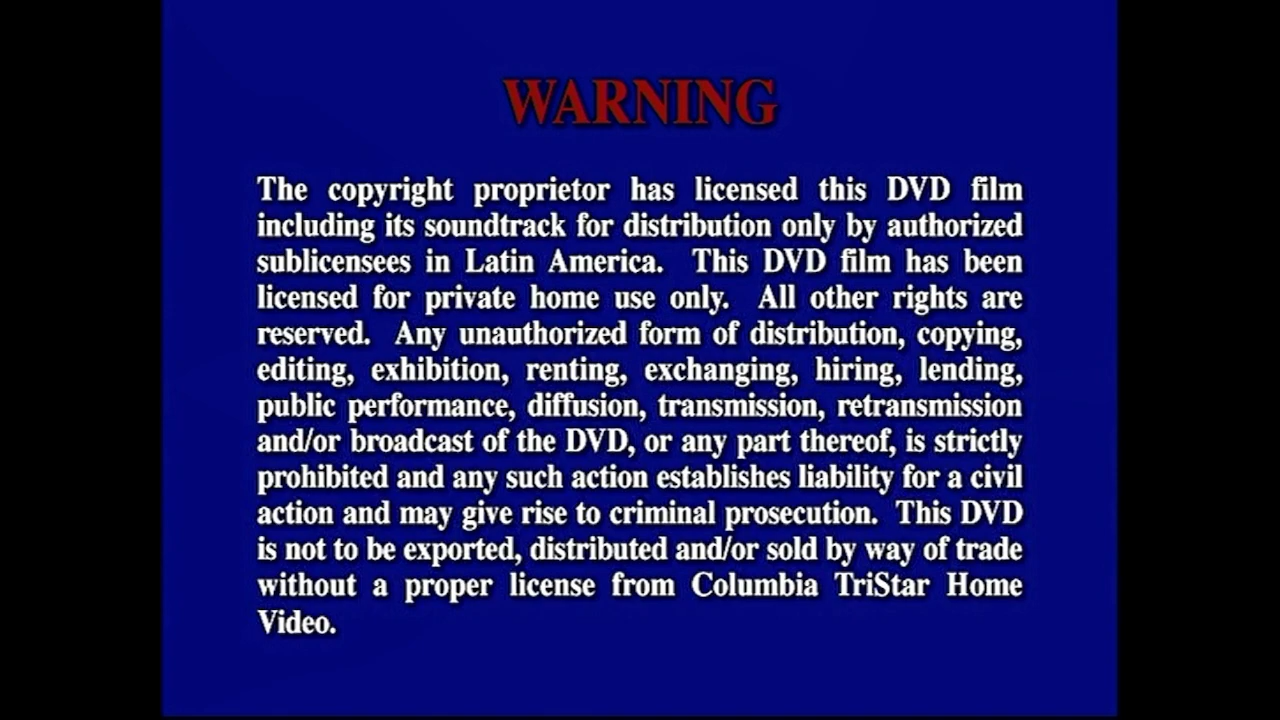 WARNING
The copyright proprietor has licensed this DVD film
including its soundtrack for distribution only by authorized
sublicensees in Latin America.  This DVD film has been
licensed for private home use only.  All other rights are
reserved.  Any unauthorized form of distribution, copying,
editing, exhibition, renting, exchanging, hiring, lending,
public performance, diffusion, transmission, retransmission
and/or broadcast of the DVD, or any part thereof, is strictly
prohibited and any such action establishes liability for a civil
action and may give rise to criminal prosecution.  This DVD
is not to be exported, distributed and/or sold by way of trade
without a proper license from Columbia TriStar Home
Video.